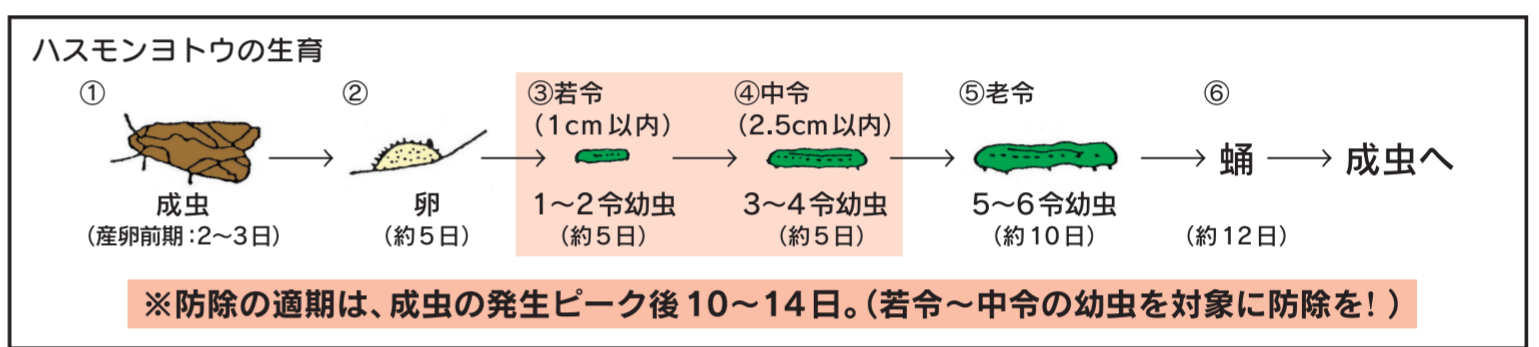 ハスモンヨトウの生育
① ② ③若令 ④中令 ⑤老令 ⑥
(1cm以内) (2.5cm以内)
→ → → → → 蛹 → 成虫へ
成虫 卵 1～2令幼虫 3～4令幼虫 5～6令幼虫
(産卵前期:2～3日) (約5日) (約5日) (約5日) (約10日) (約12日)
※防除の適期は、成虫の発生ピーク後10～14日。(若令～中令の幼虫を対象に防除を!)